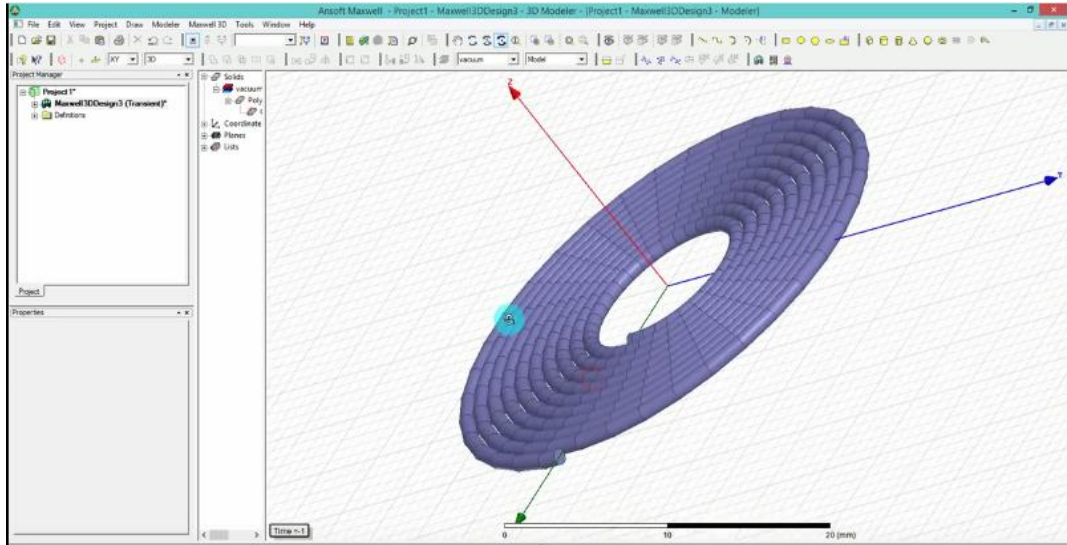 Ansoft Maxwell - Project1 - Maxwell3DDesign3 - 3D Modeler - [Project1 - Maxwell3DDesign3 - Modeler]
File Edit View Project Draw Modeler Maxwell 3D Tools Window Help
XY 3D vacuum Model
Project Manager
Project1*
Maxwell3DDesign3 (Transient)*
Definitions
Project
Properties
Solids
vacuum
Poly
Coordinate
Planes
Lists
Z
Y
Time =-1
0 10 20 (mm)